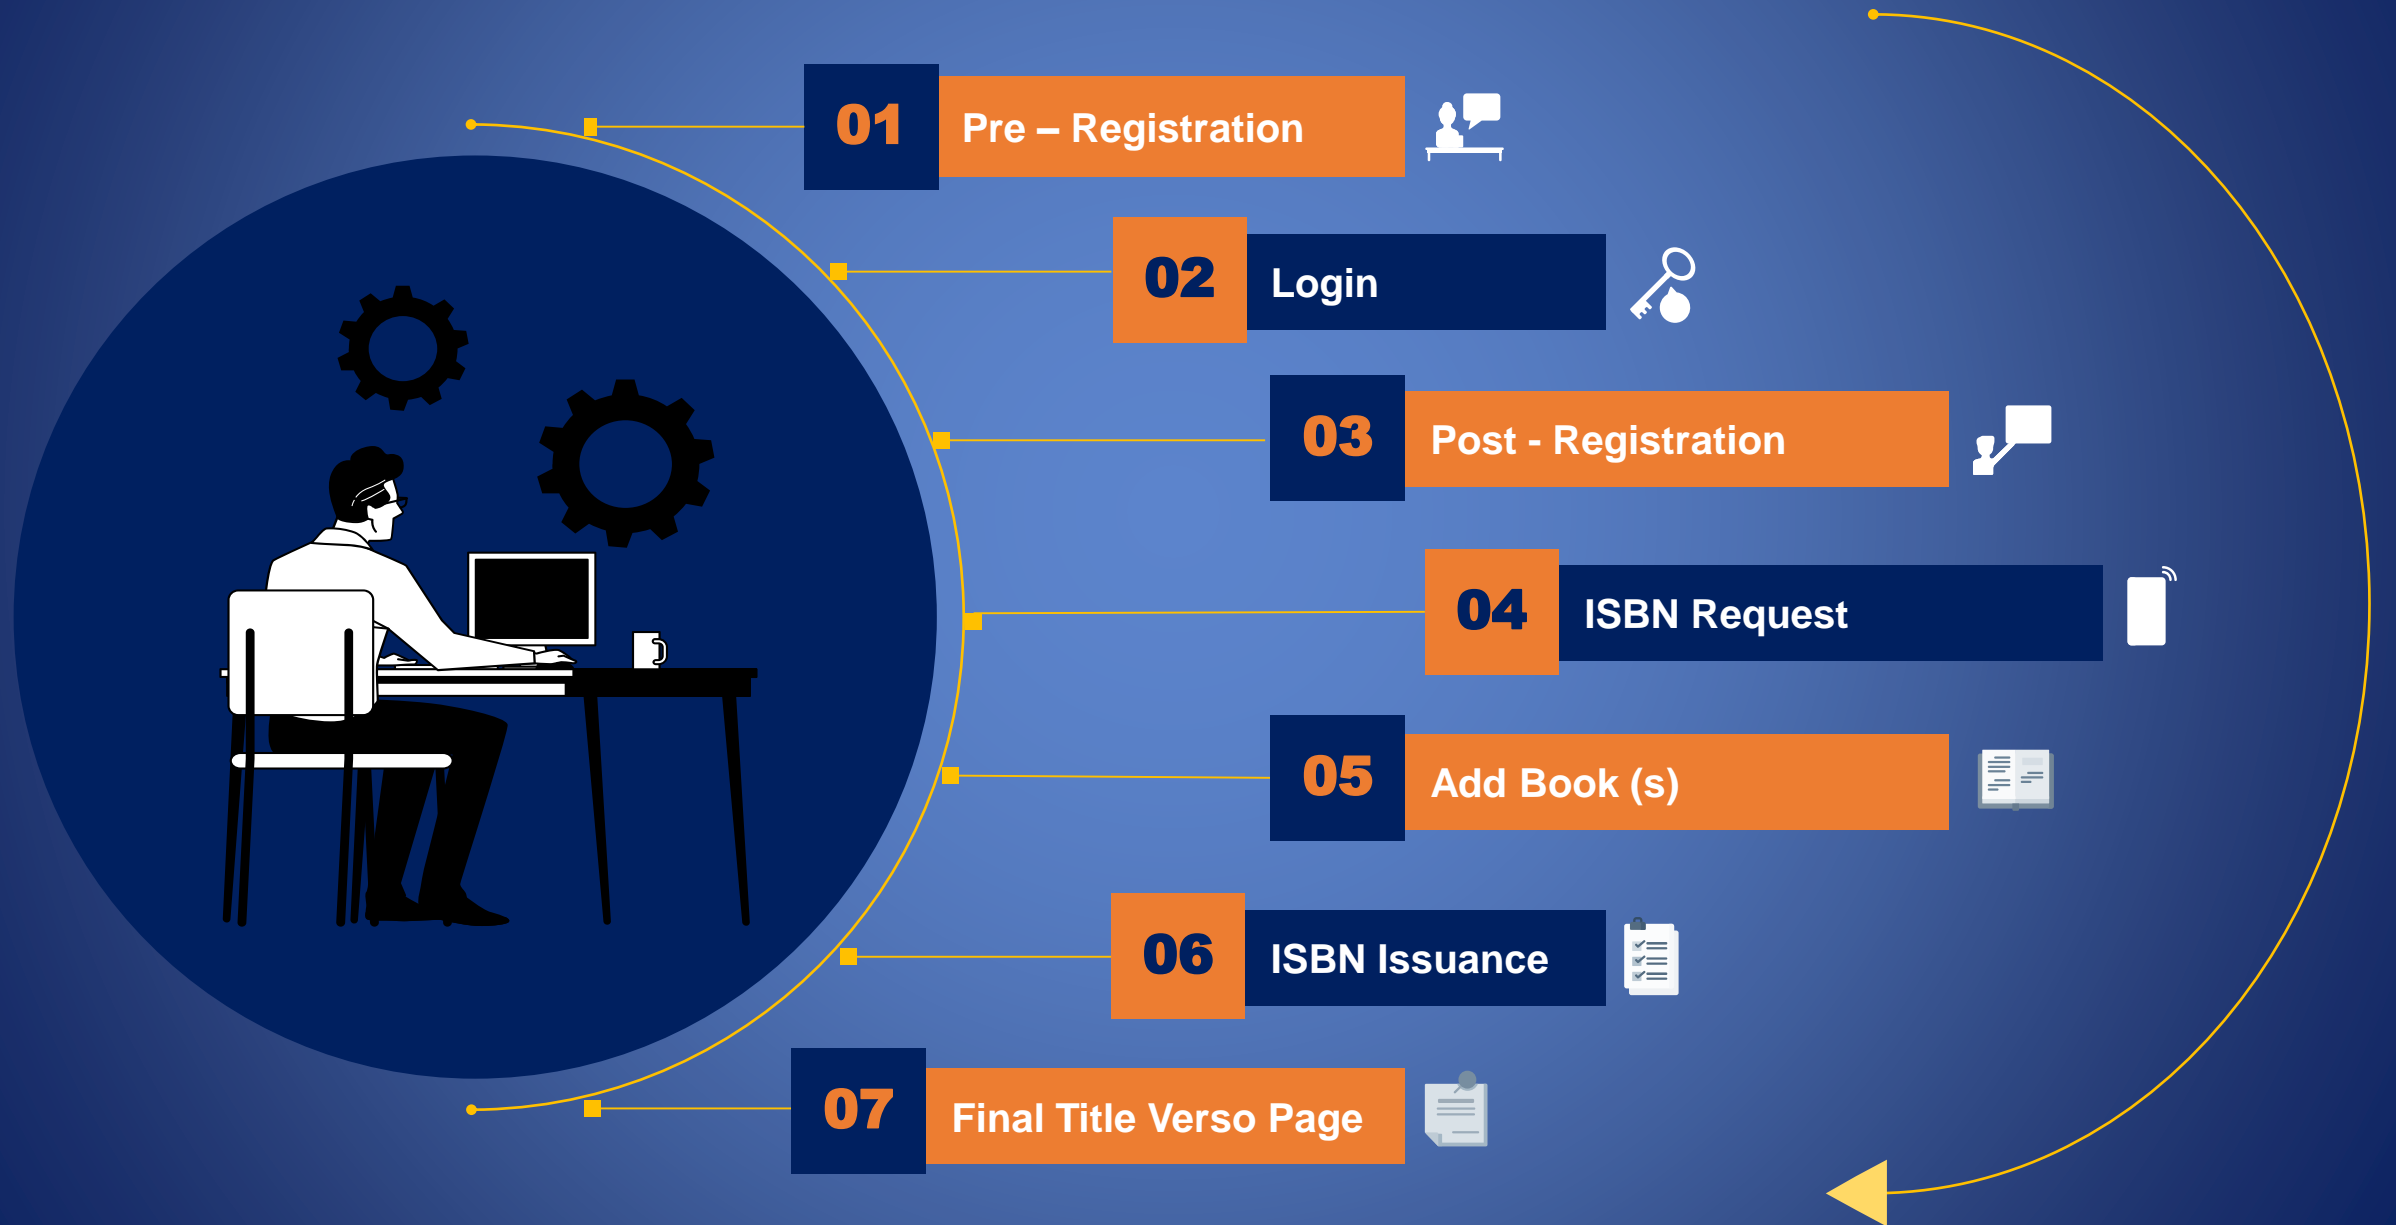 01
Pre – Registration
02
Login
03
Post - Registration
04
ISBN Request
05
Add Book (s)
06
ISBN Issuance
07
Final Title Verso Page